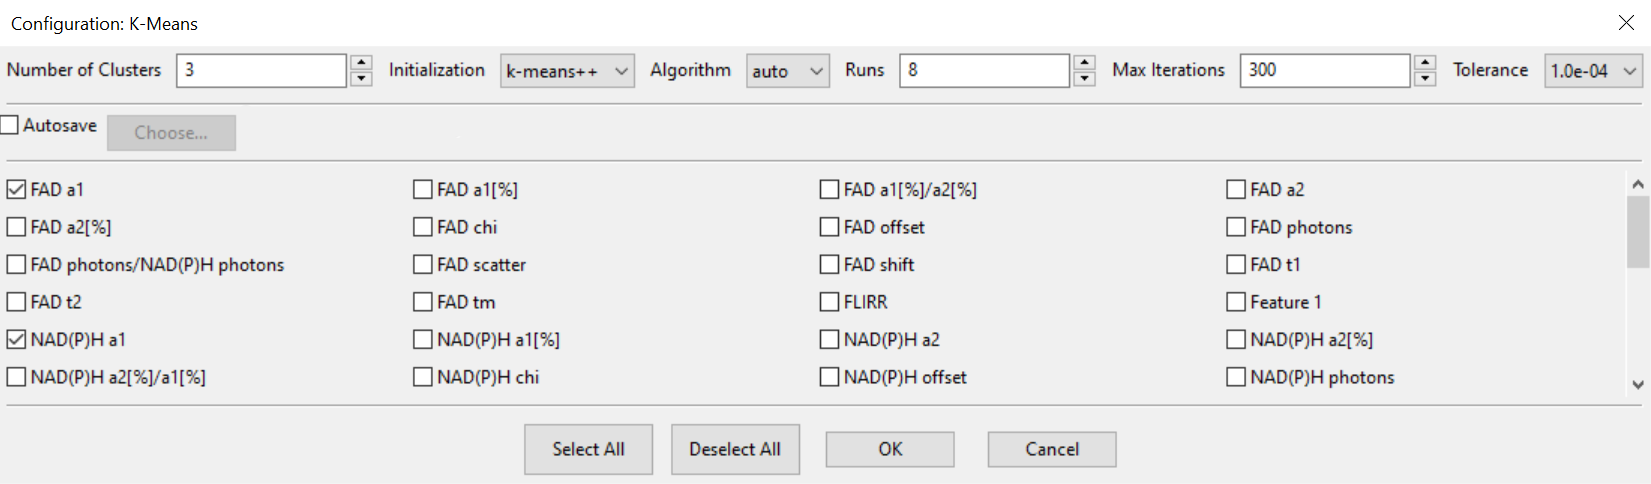 Configuration: K-Means
Number of Clusters 3 Initialization k-means++ Algorithm auto Runs 8 Max Iterations 300 Tolerance 1.0e-04
Autosave Choose...
FAD a1 FAD a1[%] FAD a1[%]/a2[%] FAD a2
FAD a2[%] FAD chi FAD offset FAD photons
FAD photons/NAD(P)H photons FAD scatter FAD shift FAD t1
FAD t2 FAD tm FLIRR Feature 1
NAD(P)H a1 NAD(P)H a1[%] NAD(P)H a2 NAD(P)H a2[%]
NAD(P)H a2[%]/a1[%] NAD(P)H chi NAD(P)H offset NAD(P)H photons
Select All Deselect All OK Cancel